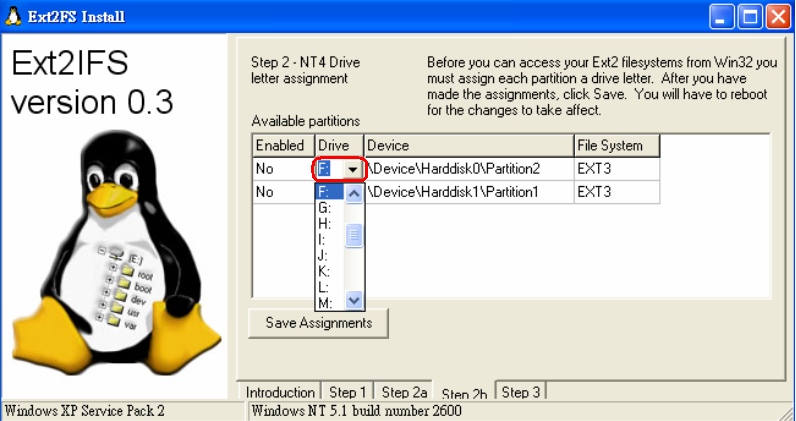 Ext2FS Install
Ext2IFS
version 0.3
Step 2 - NT4 Drive
letter assignment
Before you can access your Ext2 filesystems from Win32 you
must assign each partition a drive letter. After you have
made the assignments, click Save. You will have to reboot
for the changes to take affect.
Available partitions
Enabled Drive Device File System
No F: \Device\Harddisk0\Partition2 EXT3
No \Device\Harddisk1\Partition1 EXT3
F:
G:
H:
I:
J:
K:
L:
M:
(E:)
root
boot
dev
usr
var
Save Assignments
Introduction Step 1 Step 2a Step 2b Step 3
Windows XP Service Pack 2 Windows NT 5.1 build number 2600